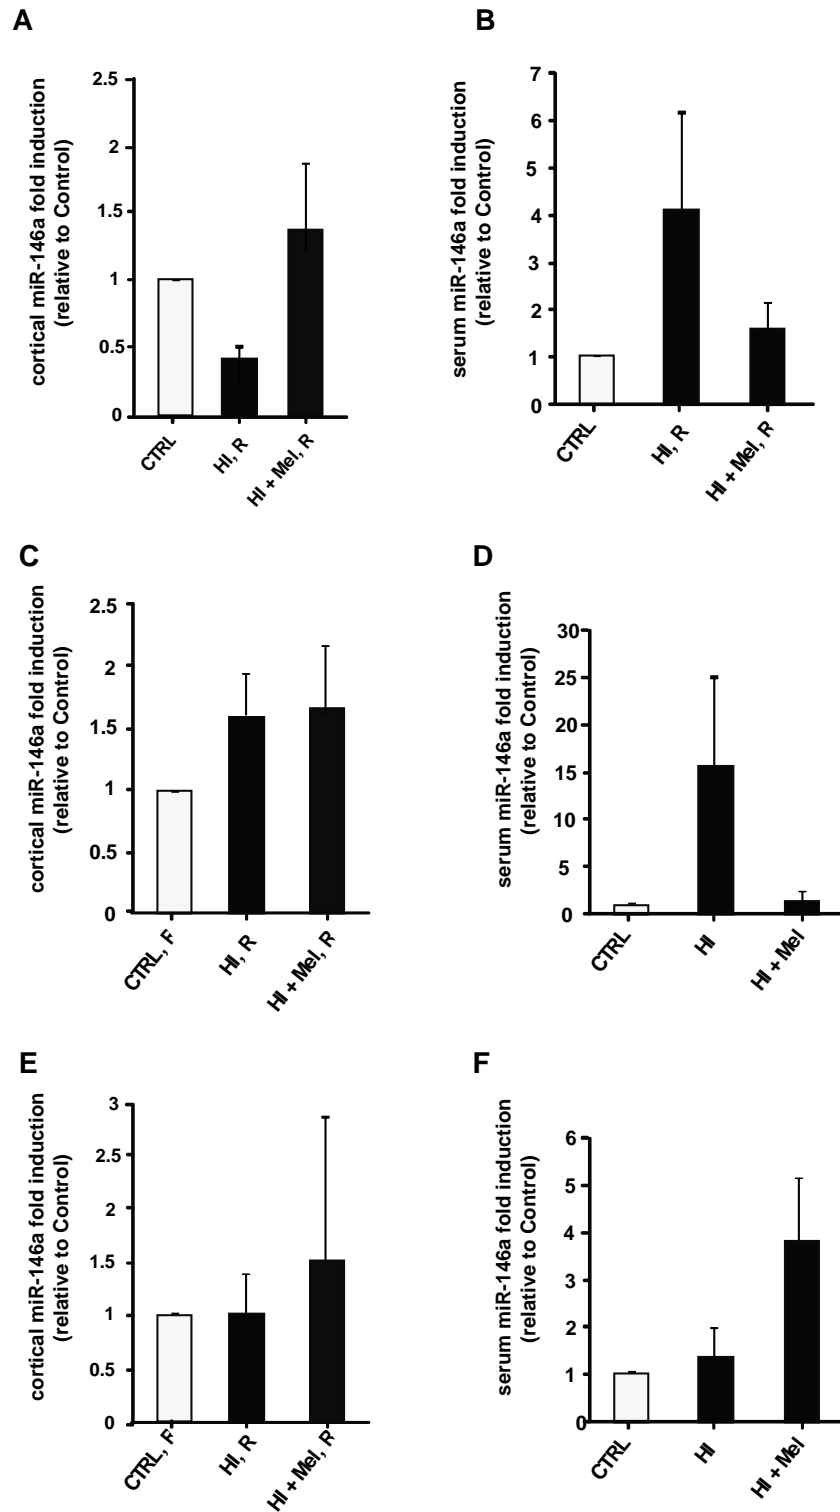 A
cortical miR-146a fold induction
(relative to Control)
2.5
2
1.5
1
0.5
0
CTRL
HI, R
HI + Mel, R
B
serum miR-146a fold induction
(relative to Control)
7
6
5
4
3
2
1
0
CTRL
HI, R
HI + Mel, R
C
cortical miR-146a fold induction
(relative to Control)
2.5
2
1.5
1
0.5
0
CTRL, F
HI, R
HI + Mel, R
D
serum miR-146a fold induction
(relative to Control)
30
25
20
15
10
5
0
CTRL
HI
HI + Mel
E
cortical miR-146a fold induction
(relative to Control)
3
2.5
2
1.5
1
0.5
0
CTRL, F
HI, R
HI + Mel, R
F
serum miR-146a fold induction
(relative to Control)
6
5
4
3
2
1
0
CTRL
HI
HI + Mel